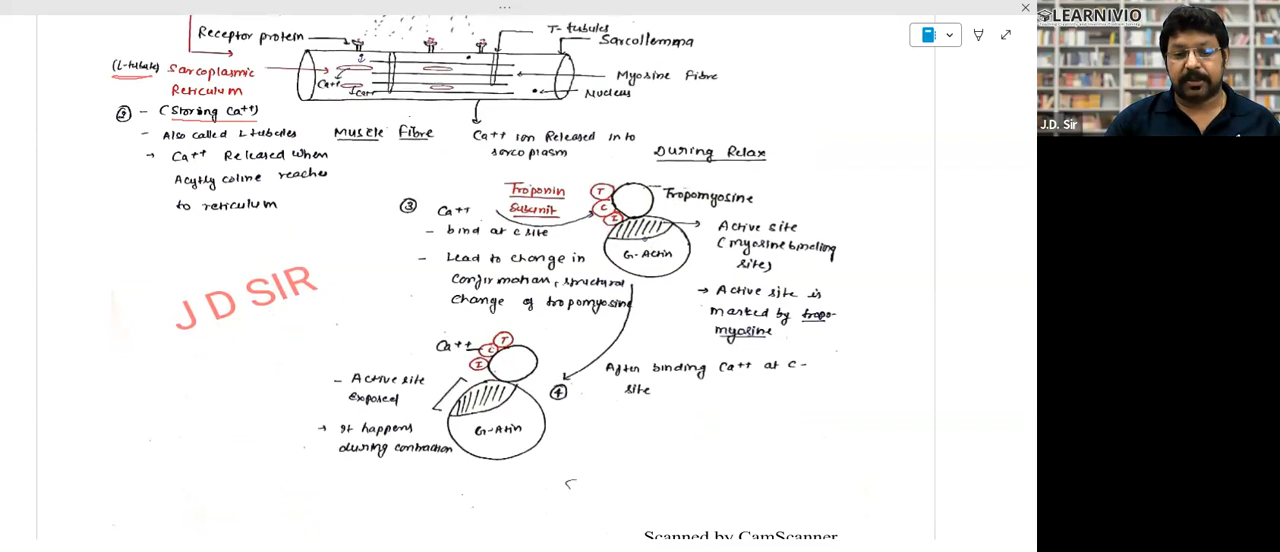 LEARNIVIO
J.D. Sir
Receptor protein
T- tubules
Sarcollemma
(L-tubule) Sarcoplasmic
Reticulum
Ca++
Ca++
Myosine Fibre
Nucleus
② - (Storing Ca++)
- Also called L tubules
→ Ca++ Released when
Acytly coline reaches
to reticulum
Muscle Fibre
Ca++ ion Released in to
sarcoplasm
During Relax
③
Troponin
Subunit
Ca++
- bind at c site
- Lead to change in
confirmation, structural
change of tropomyosine
T
C
I
Tropomyosine
G-Actin
Active site
(myosine binding
site)
→ Active site is
marked by tropo-
myosine
J D SIR
Ca++
T
C
I
- Active site
exposed
→ It happens
during contraction
G-Atin
④
After binding Ca++ at c-
site
Scanned by CamScanner